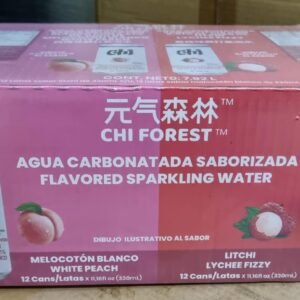 CONT. NETO: 7.92 L
元气森林™
CHI FOREST™
AGUA CARBONATADA SABORIZADA
FLAVORED SPARKLING WATER
DIBUJO ILUSTRATIVO AL SABOR
MELOCOTÓN BLANCO
WHITE PEACH
12 Cans/Latas x 11,16fl oz (330mL)
LITCHI
LYCHEE FIZZY
12 Cans/Latas x 11,16fl oz (330mL)